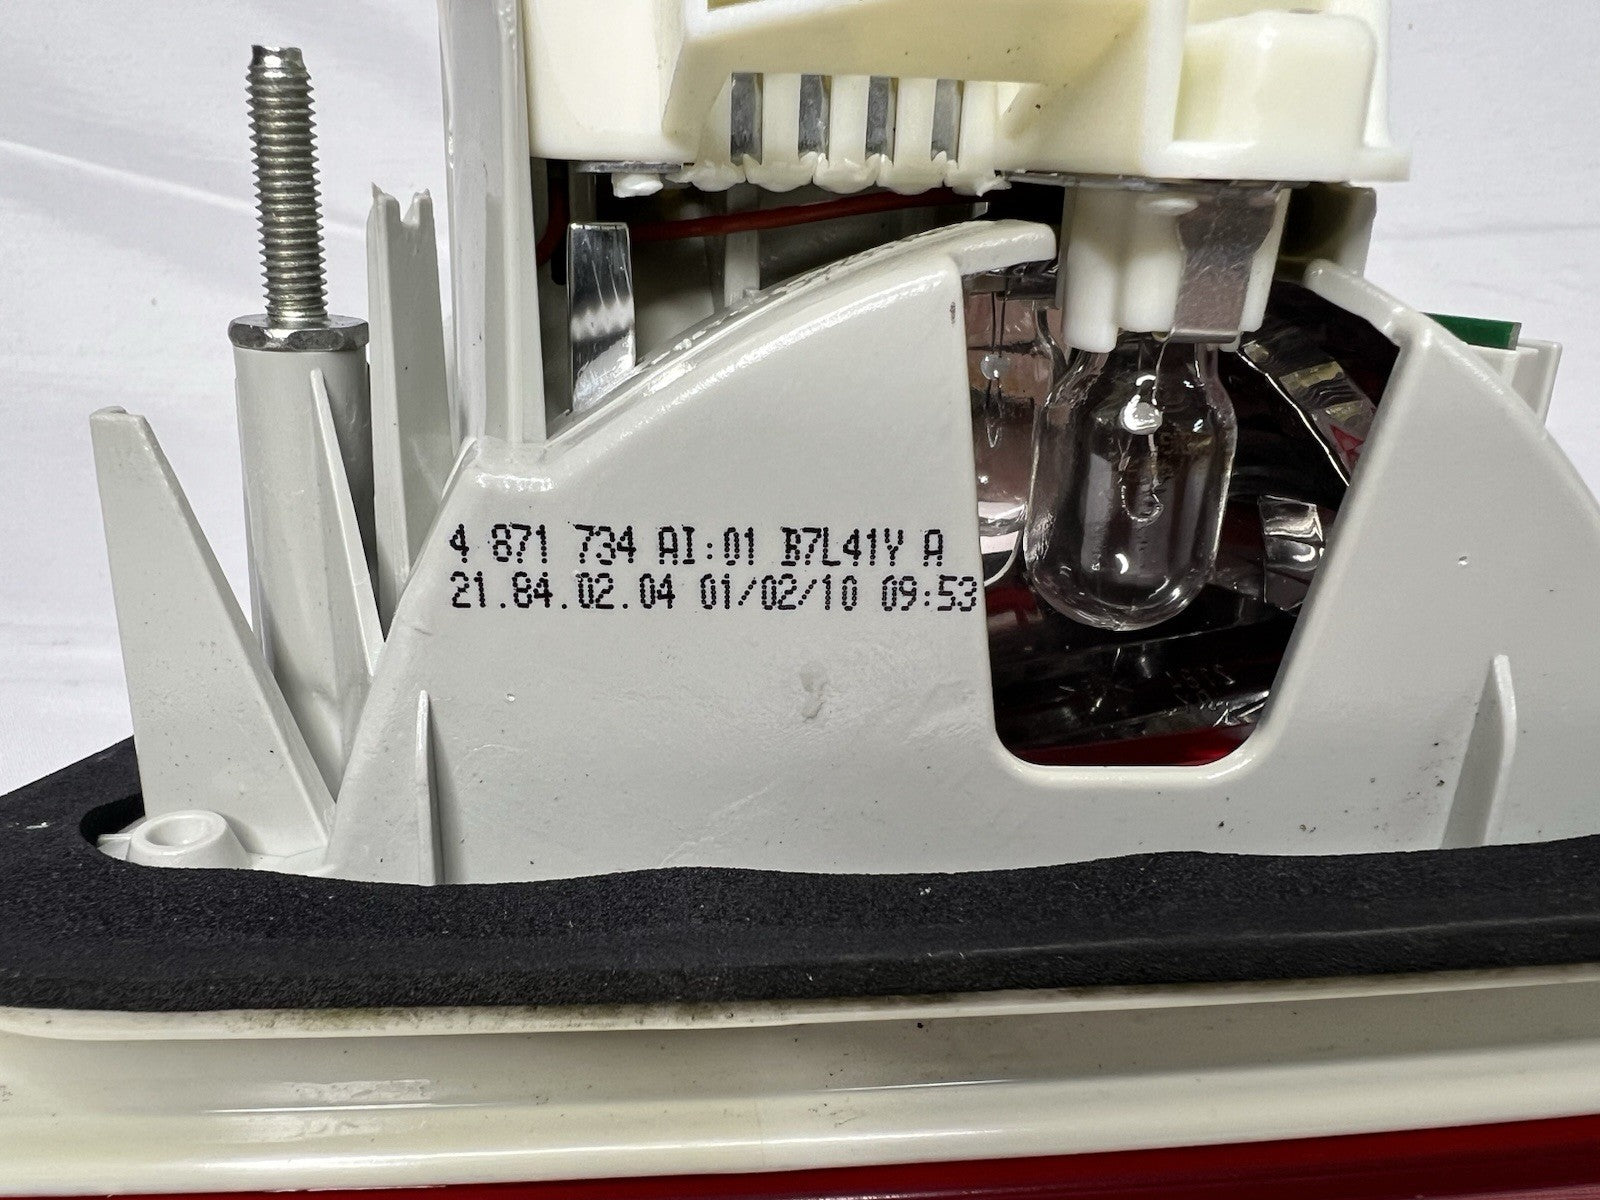 4 871 734 AI:01 B7L41Y A
21.84.02.04 01/02/10 09:53